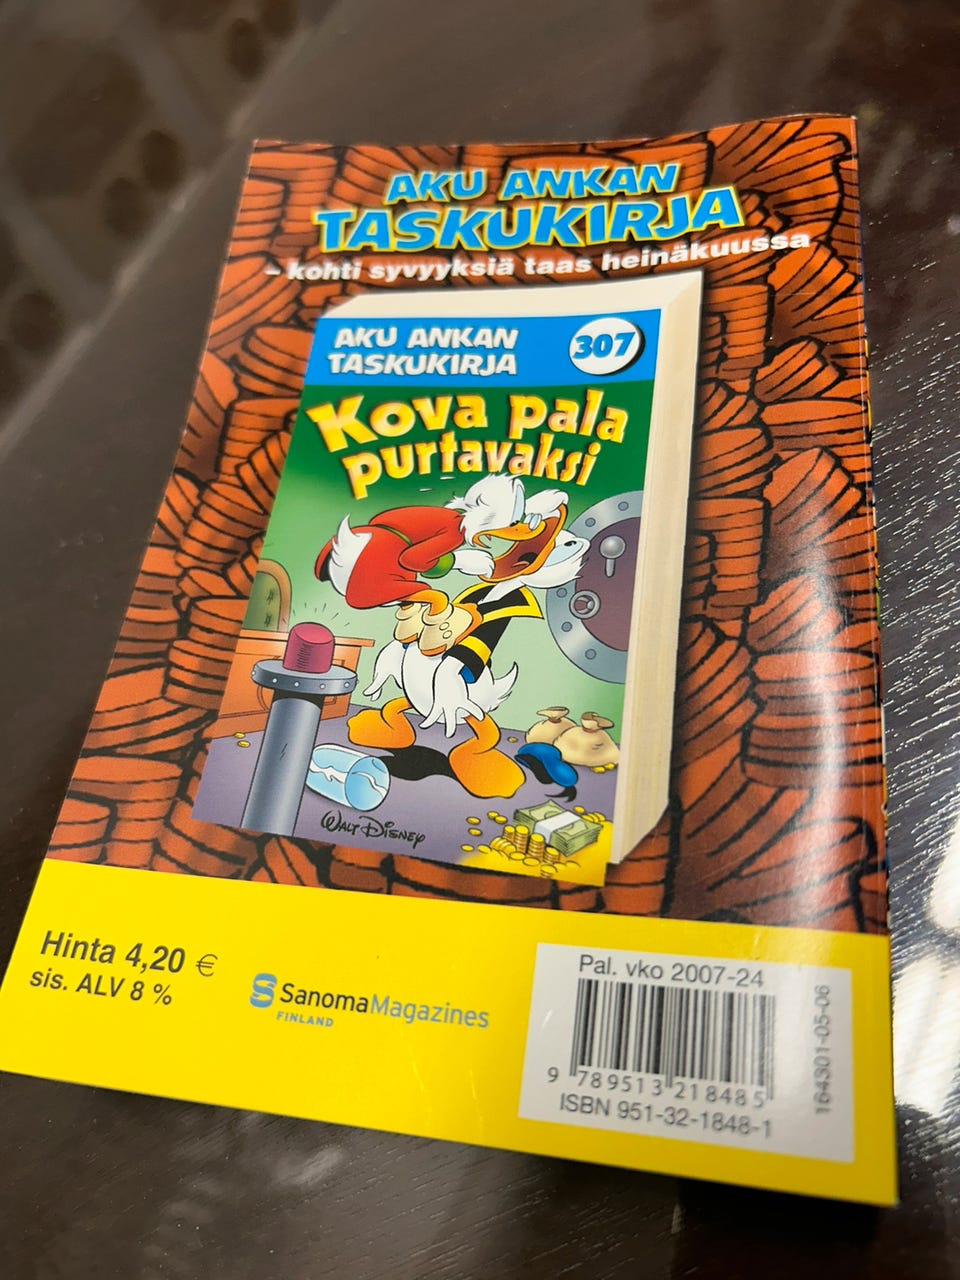 AKU ANKAN
TASKUKIRJA
– kohti syvyyksiä taas heinäkuussa
AKU ANKAN
TASKUKIRJA
307
Kova pala
purtavaksi
WALT DISNEY
Hinta 4,20 €
sis. ALV 8 %
SanomaMagazines
FINLAND
Pal. vko 2007-24
9 789513 218485
ISBN 951-32-1848-1
164301-05-06